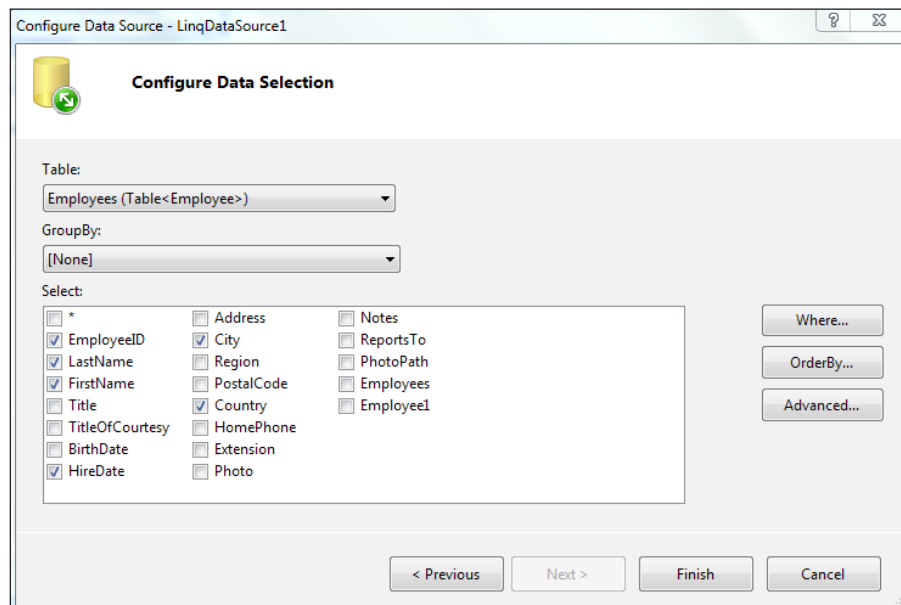 Configure Data Source - LinqDataSource1
?
Configure Data Selection
Table:
Employees (Table<Employee>)
GroupBy:
[None]
Select:
* Address Notes
EmployeeID City ReportsTo
LastName Region PhotoPath
FirstName PostalCode Employees
Title Country Employee1
TitleOfCourtesy HomePhone
BirthDate Extension
HireDate Photo
Where...
OrderBy...
Advanced...
< Previous Next > Finish Cancel